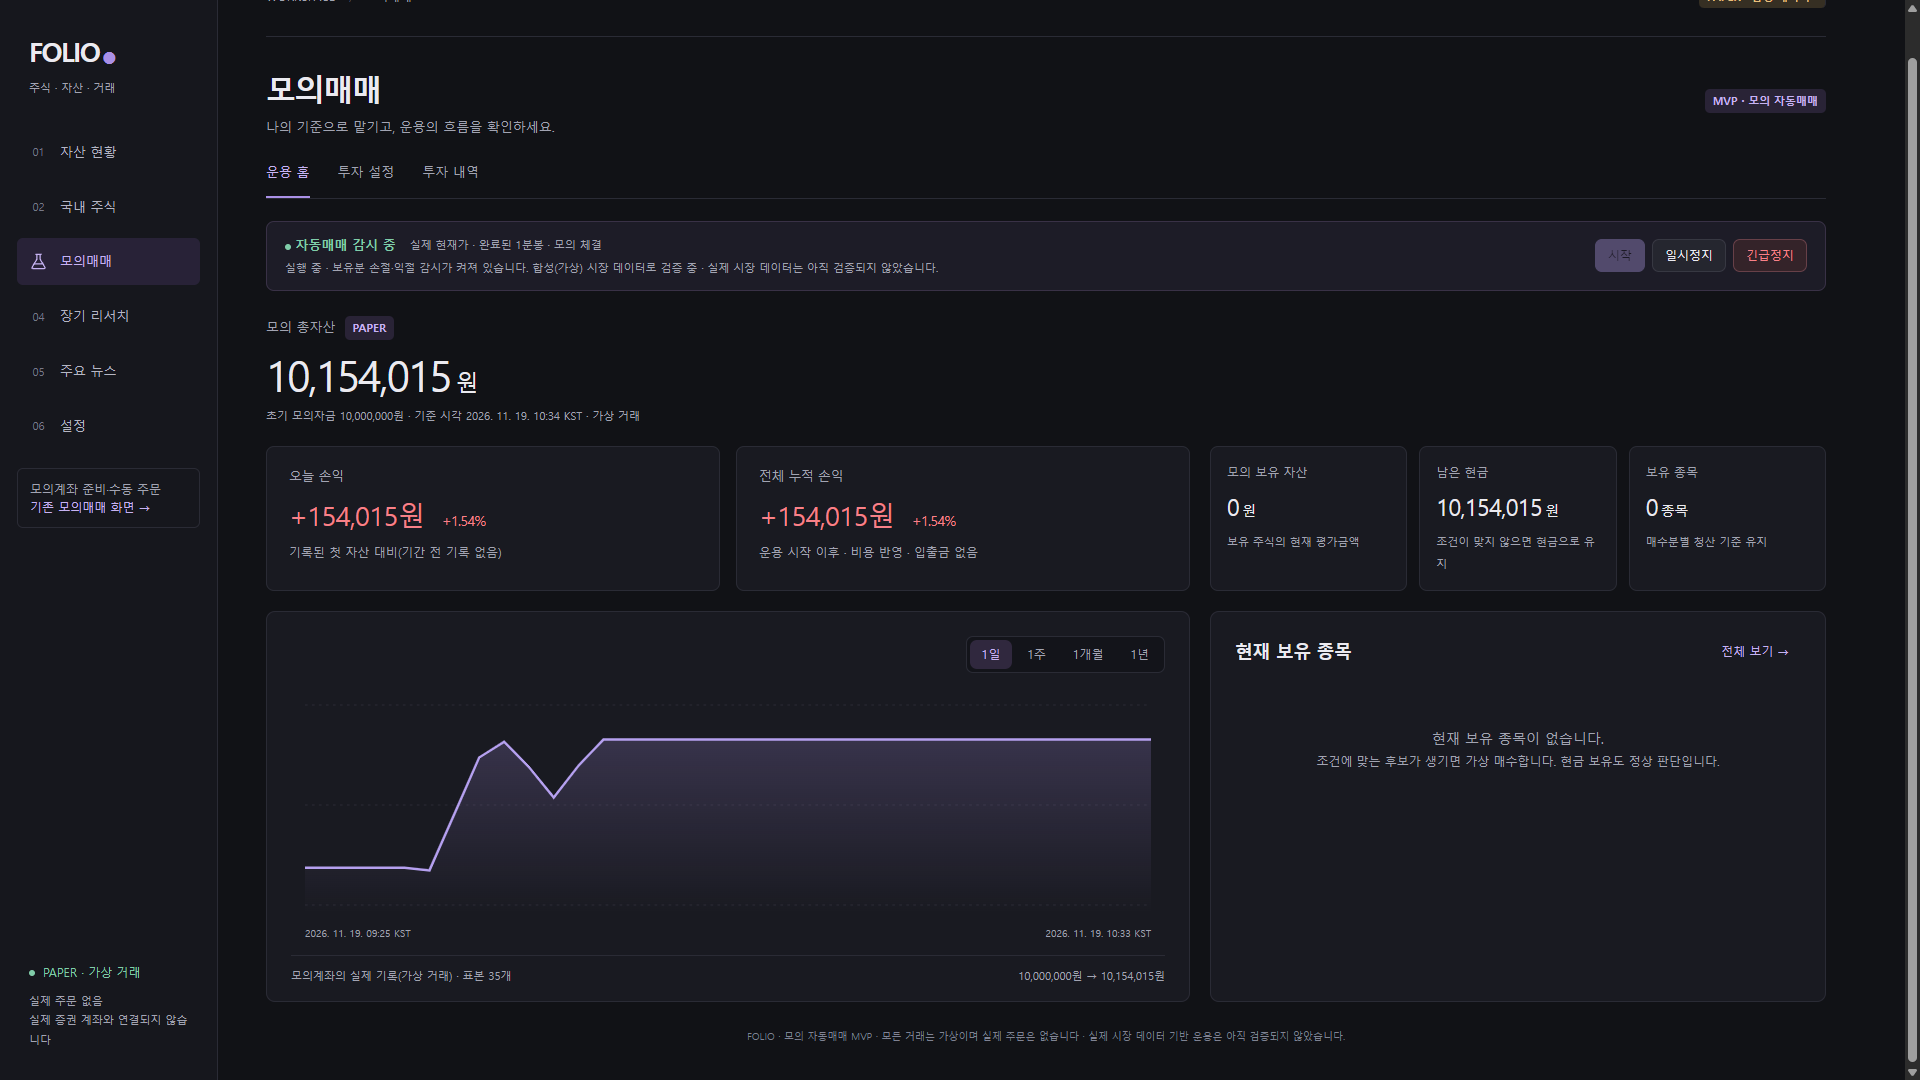 FOLIO
주식 · 자산 · 거래
01 자산 현황
02 국내 주식
모의매매
04 장기 리서치
05 주요 뉴스
06 설정
모의계좌 준비·수동 주문
기존 모의매매 화면 →
PAPER · 가상 거래
실제 주문 없음
실제 증권 계좌와 연결되지 않습
니다
모의매매
MVP · 모의 자동매매
나의 기준으로 맡기고, 운용의 흐름을 확인하세요.
운용 홈 투자 설정 투자 내역
자동매매 감시 중 실제 현재가 · 완료된 1분봉 · 모의 체결
실행 중 · 보유분 손절·익절 감시가 켜져 있습니다. 합성(가상) 시장 데이터로 검증 중 · 실제 시장 데이터는 아직 검증되지 않았습니다.
시작 일시정지 긴급정지
모의 총자산 PAPER
10,154,015 원
초기 모의자금 10,000,000원 · 기준 시각 2026. 11. 19. 10:34 KST · 가상 거래
오늘 손익
+154,015원 +1.54%
기록된 첫 자산 대비(기간 전 기록 없음)
전체 누적 손익
+154,015원 +1.54%
운용 시작 이후 · 비용 반영 · 입출금 없음
모의 보유 자산
0 원
보유 주식의 현재 평가금액
남은 현금
10,154,015 원
조건이 맞지 않으면 현금으로 유
지
보유 종목
0 종목
매수분별 청산 기준 유지
1일 1주 1개월 1년
2026. 11. 19. 09:25 KST
2026. 11. 19. 10:33 KST
모의계좌의 실제 기록(가상 거래) · 표본 35개
10,000,000원 → 10,154,015원
현재 보유 종목
전체 보기 →
현재 보유 종목이 없습니다.
조건에 맞는 후보가 생기면 가상 매수합니다. 현금 보유도 정상 판단입니다.
FOLIO · 모의 자동매매 MVP · 모든 거래는 가상이며 실제 주문은 없습니다 · 실제 시장 데이터 기반 운용은 아직 검증되지 않았습니다.